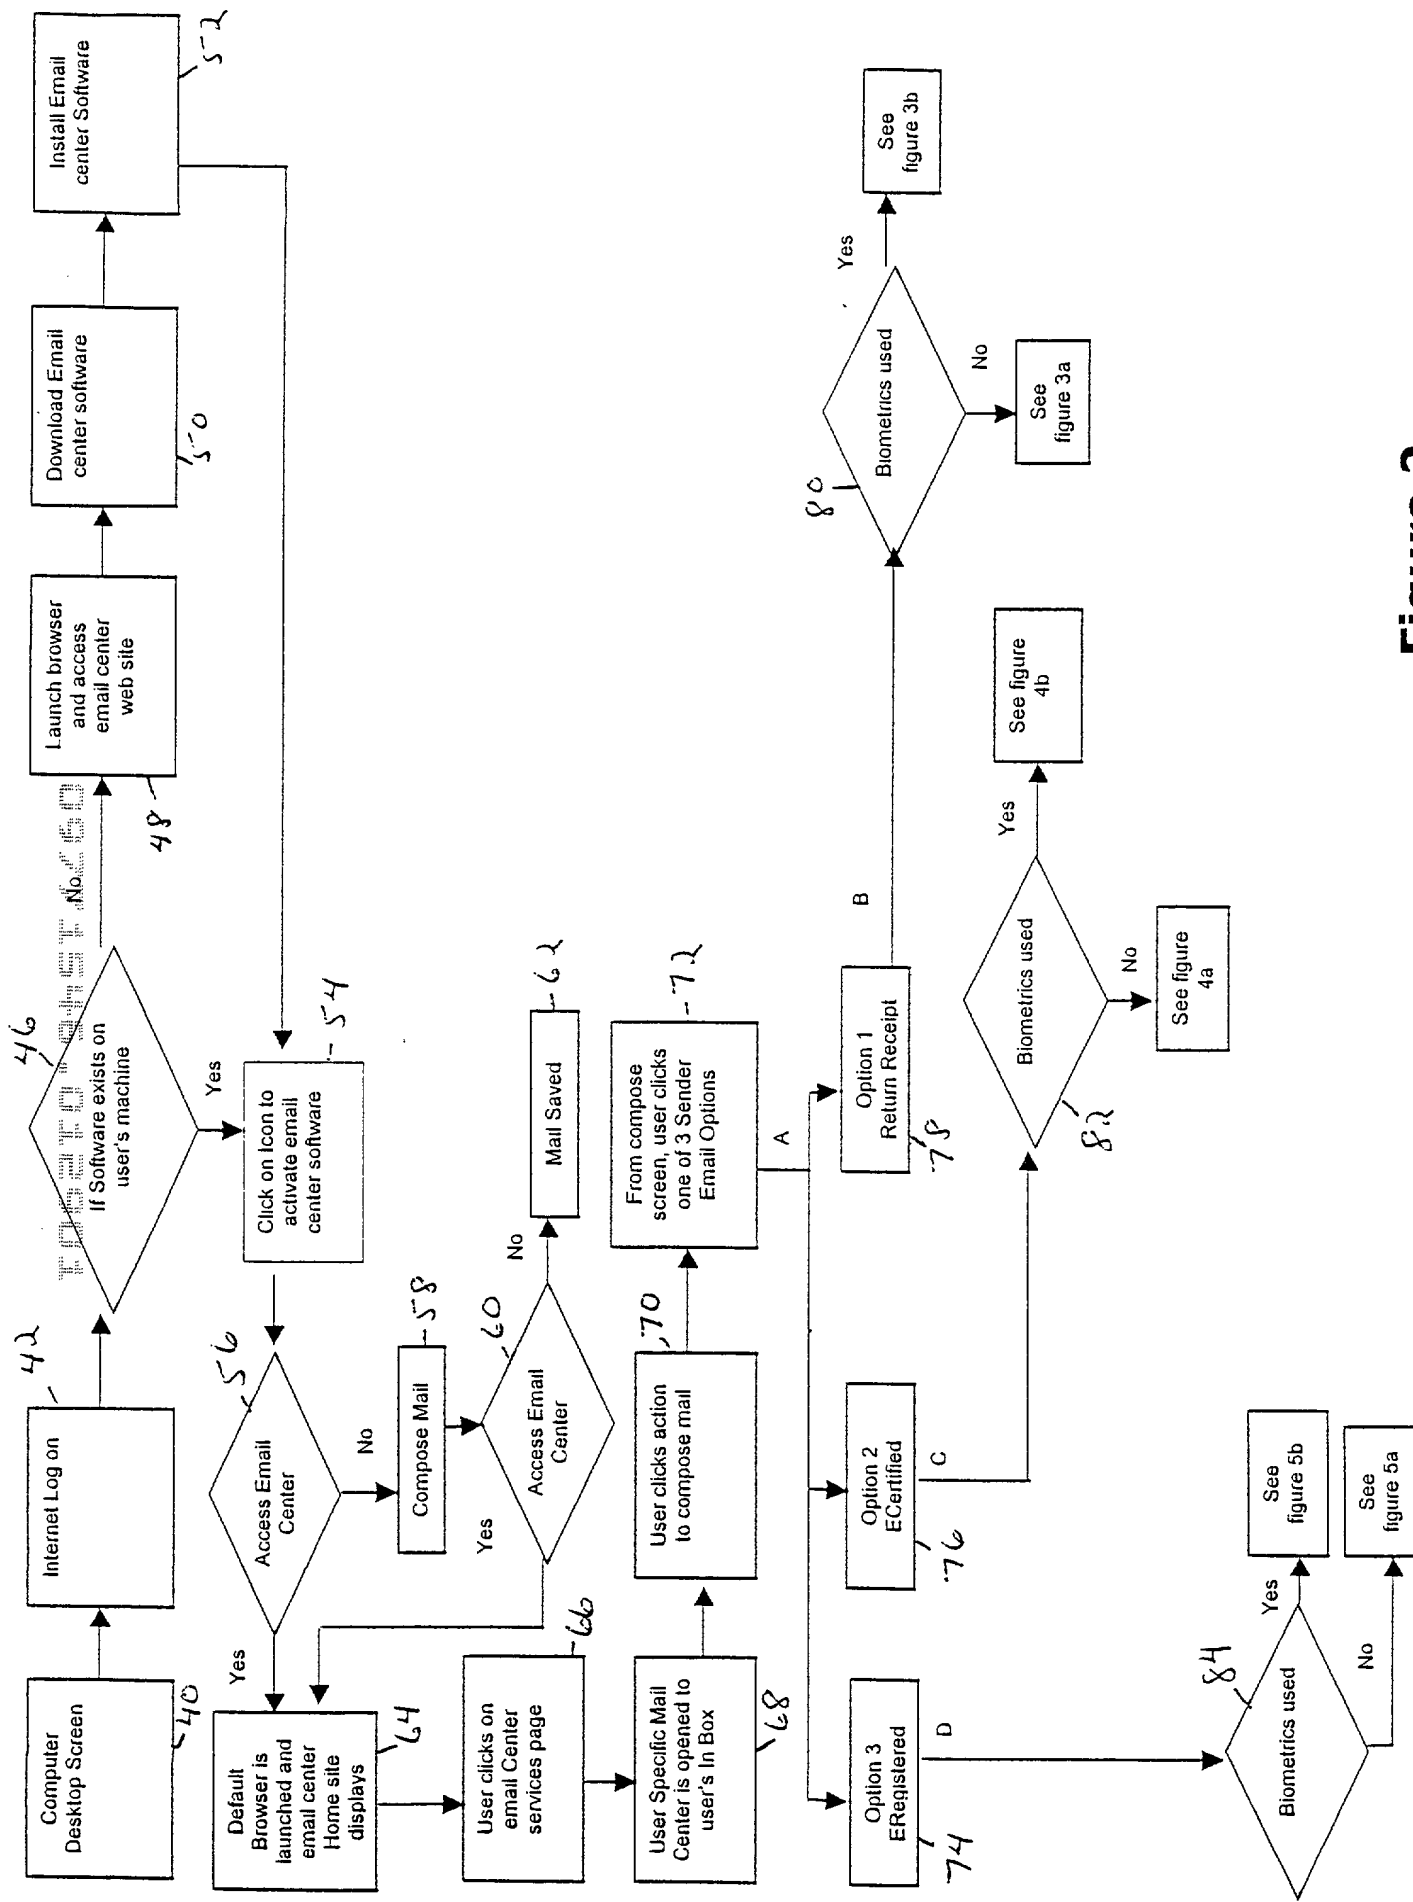 Computer
Desktop Screen
40
Internet Log on
42
If Software exists on
user's machine
46
No
Yes
Launch browser
and access
email center
web site
48
Download Email
center software
50
Install Email
center Software
52
Click on Icon to
activate email
center software
54
Access Email
Center
56
Yes
No
Compose Mail
58
Access Email
Center
60
Yes
No
Mail Saved
62
Default
Browser is
launched and
email center
Home site
displays
64
User clicks on
email Center
services page
66
User Specific Mail
Center is opened to
user's In Box
68
User clicks action
to compose mail
70
From compose
screen, user clicks
one of 3 Sender
Email Options
72
A
Option 1
Return Receipt
78
B
Biometrics used
80
Yes
See
figure 3b
No
See
figure 3a
Option 2
ECertified
76
C
Biometrics used
82
Yes
See figure
4b
No
See figure
4a
Option 3
ERegistered
74
D
Biometrics used
84
Yes
See
figure 5b
No
See
figure 5a